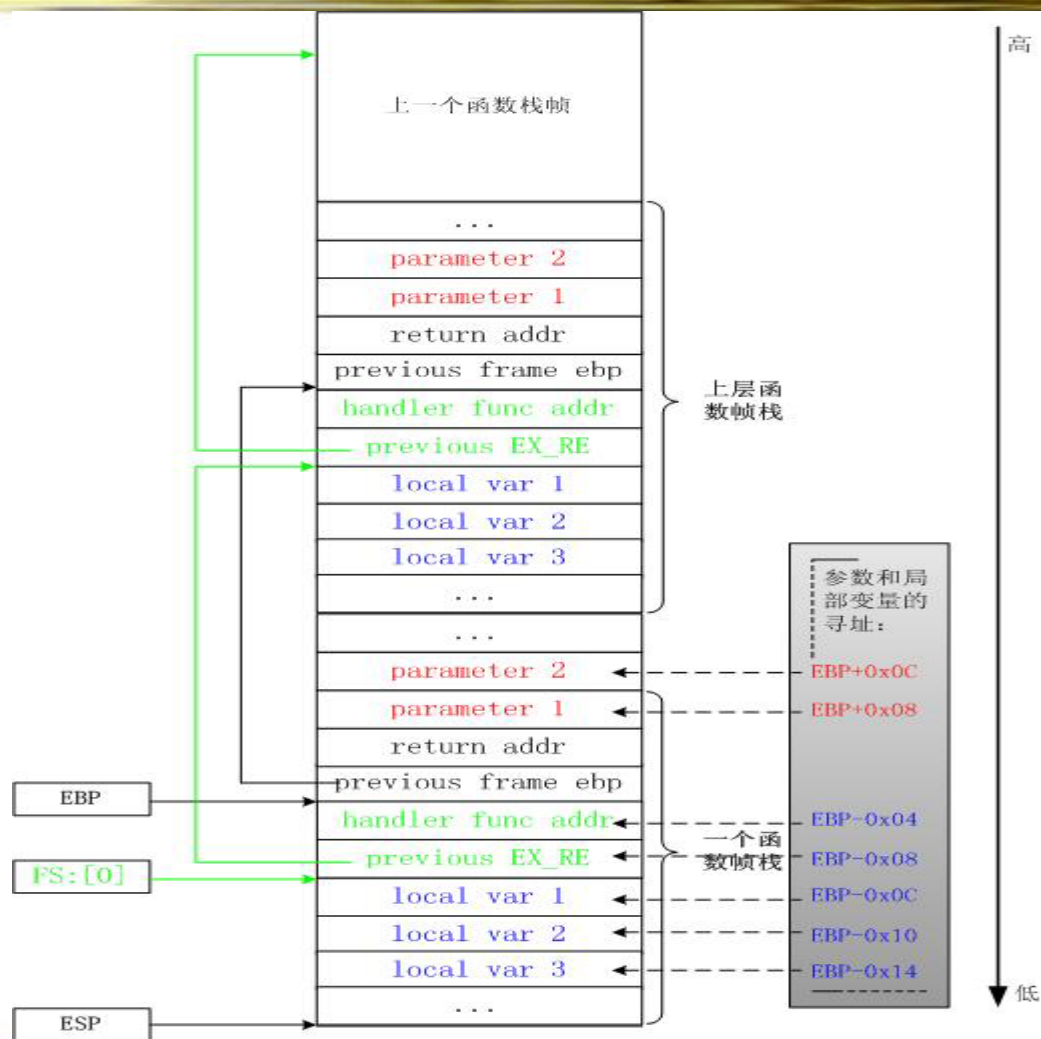 高
上一个函数栈帧
...
parameter 2
parameter 1
return addr
previous frame ebp
handler func addr
previous EX_RE
local var 1
local var 2
local var 3
...
上层函
数帧栈
...
parameter 2
parameter 1
return addr
previous frame ebp
handler func addr
previous EX_RE
local var 1
local var 2
local var 3
...
一个函
数帧栈
EBP
FS:[0]
ESP
参数和局
部变量的
寻址:
EBP+0x0C
EBP+0x08
EBP-0x04
EBP-0x08
EBP-0x0C
EBP-0x10
EBP-0x14
低